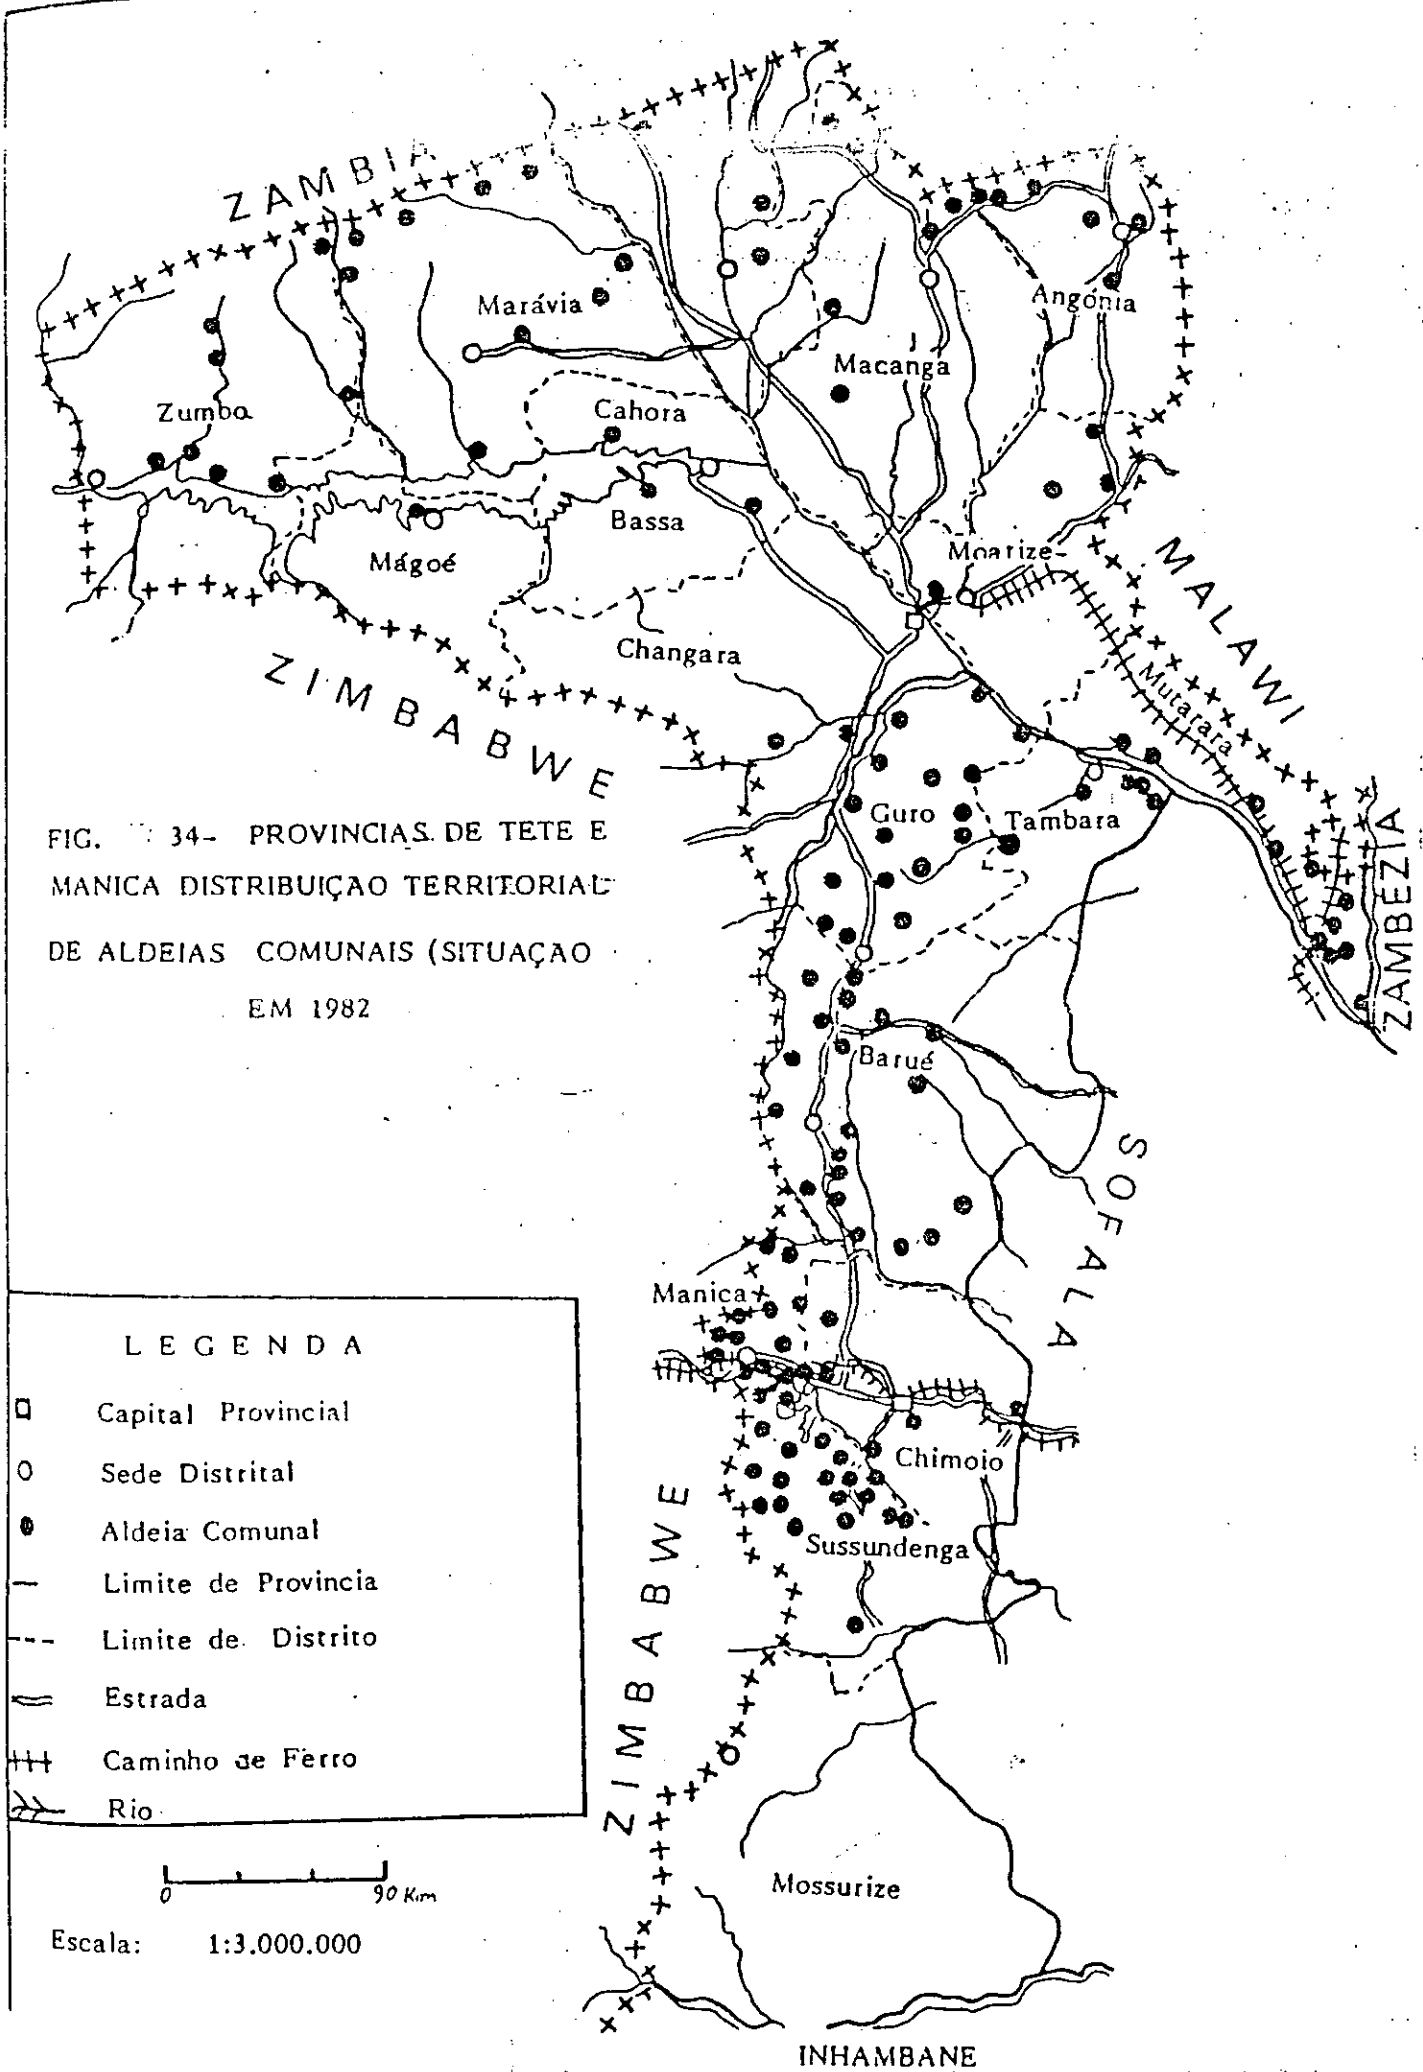 ZAMBIA
Marávia
Angónia
Macanga
Zumbo
Cahora
Bassa
Mágoé
Moatize
MALAWI
Changara
ZIMBABWE
Mutarara
Guro
Tambara
ZAMBEZIA
FIG. 34- PROVINCIAS DE TETE E
MANICA DISTRIBUIÇAO TERRITORIAL
DE ALDEIAS COMUNAIS (SITUAÇAO
EM 1982
Barué
SOFALA
Manica
LEGENDA
Capital Provincial
Sede Distrital
Aldeia Comunal
Limite de Provincia
Limite de Distrito
Estrada
Caminho de Ferro
Rio
Chimoio
Sussundenga
ZIMBABWE
0 90 Km
Escala: 1:3.000.000
Mossurize
INHAMBANE